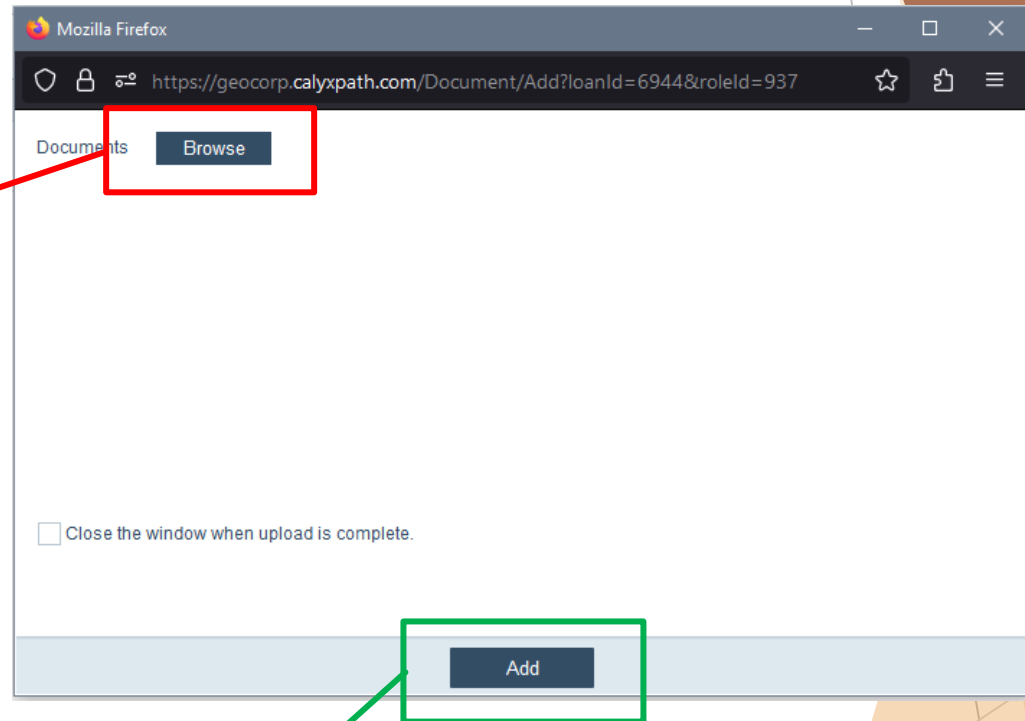 Mozilla Firefox
https://geocorp.calyxpath.com/Document/Add?loanId=6944&roleId=937
Documents Browse
Close the window when upload is complete.
Add